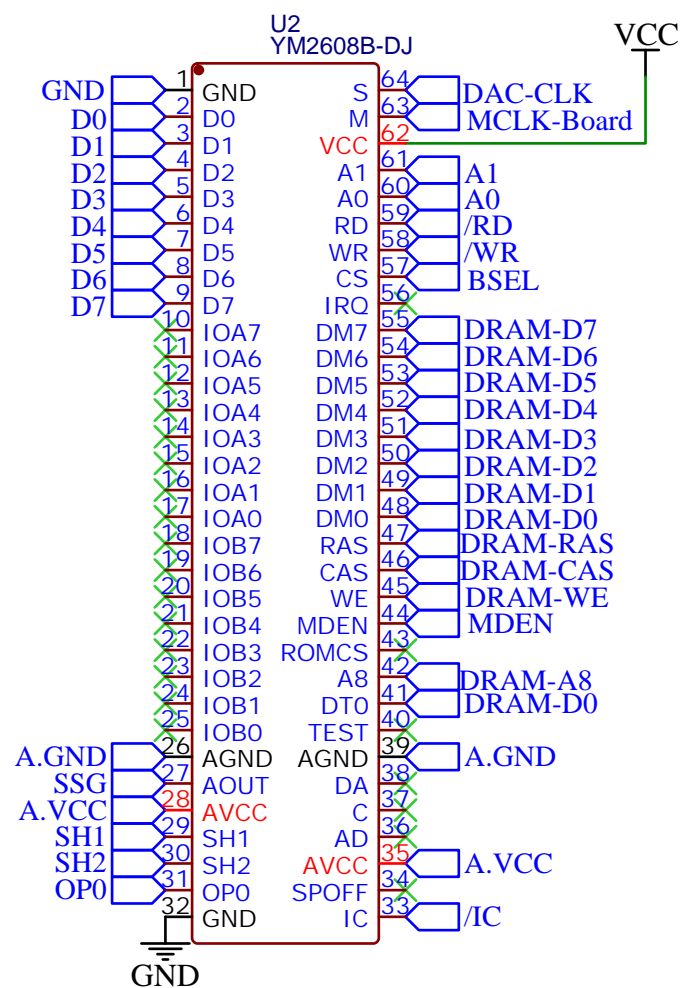 U2
YM2608B-DJ
VCC
GND 1 GND S 64 DAC-CLK
D0 2 D0 M 63 MCLK-Board
D1 3 D1 VCC 62
D2 4 D2 A1 61 A1
D3 5 D3 A0 60 A0
D4 6 D4 RD 59 /RD
D5 7 D5 WR 58 /WR
D6 8 D6 CS 57 BSEL
D7 9 D7 IRQ 56
10 IOA7 DM7 55 DRAM-D7
11 IOA6 DM6 54 DRAM-D6
12 IOA5 DM5 53 DRAM-D5
13 IOA4 DM4 52 DRAM-D4
14 IOA3 DM3 51 DRAM-D3
15 IOA2 DM2 50 DRAM-D2
16 IOA1 DM1 49 DRAM-D1
17 IOA0 DM0 48 DRAM-D0
18 IOB7 RAS 47 DRAM-RAS
19 IOB6 CAS 46 DRAM-CAS
20 IOB5 WE 45 DRAM-WE
21 IOB4 MDEN 44 MDEN
22 IOB3 ROMCS 43
23 IOB2 A8 42 DRAM-A8
24 IOB1 DT0 41 DRAM-D0
25 IOB0 TEST 40
A.GND 26 AGND AGND 39 A.GND
SSG 27 AOUT DA 38
A.VCC 28 AVCC C 37
SH1 29 SH1 AD 36
SH2 30 SH2 AVCC 35 A.VCC
OP0 31 OP0 SPOFF 34
32 GND IC 33 /IC
GND